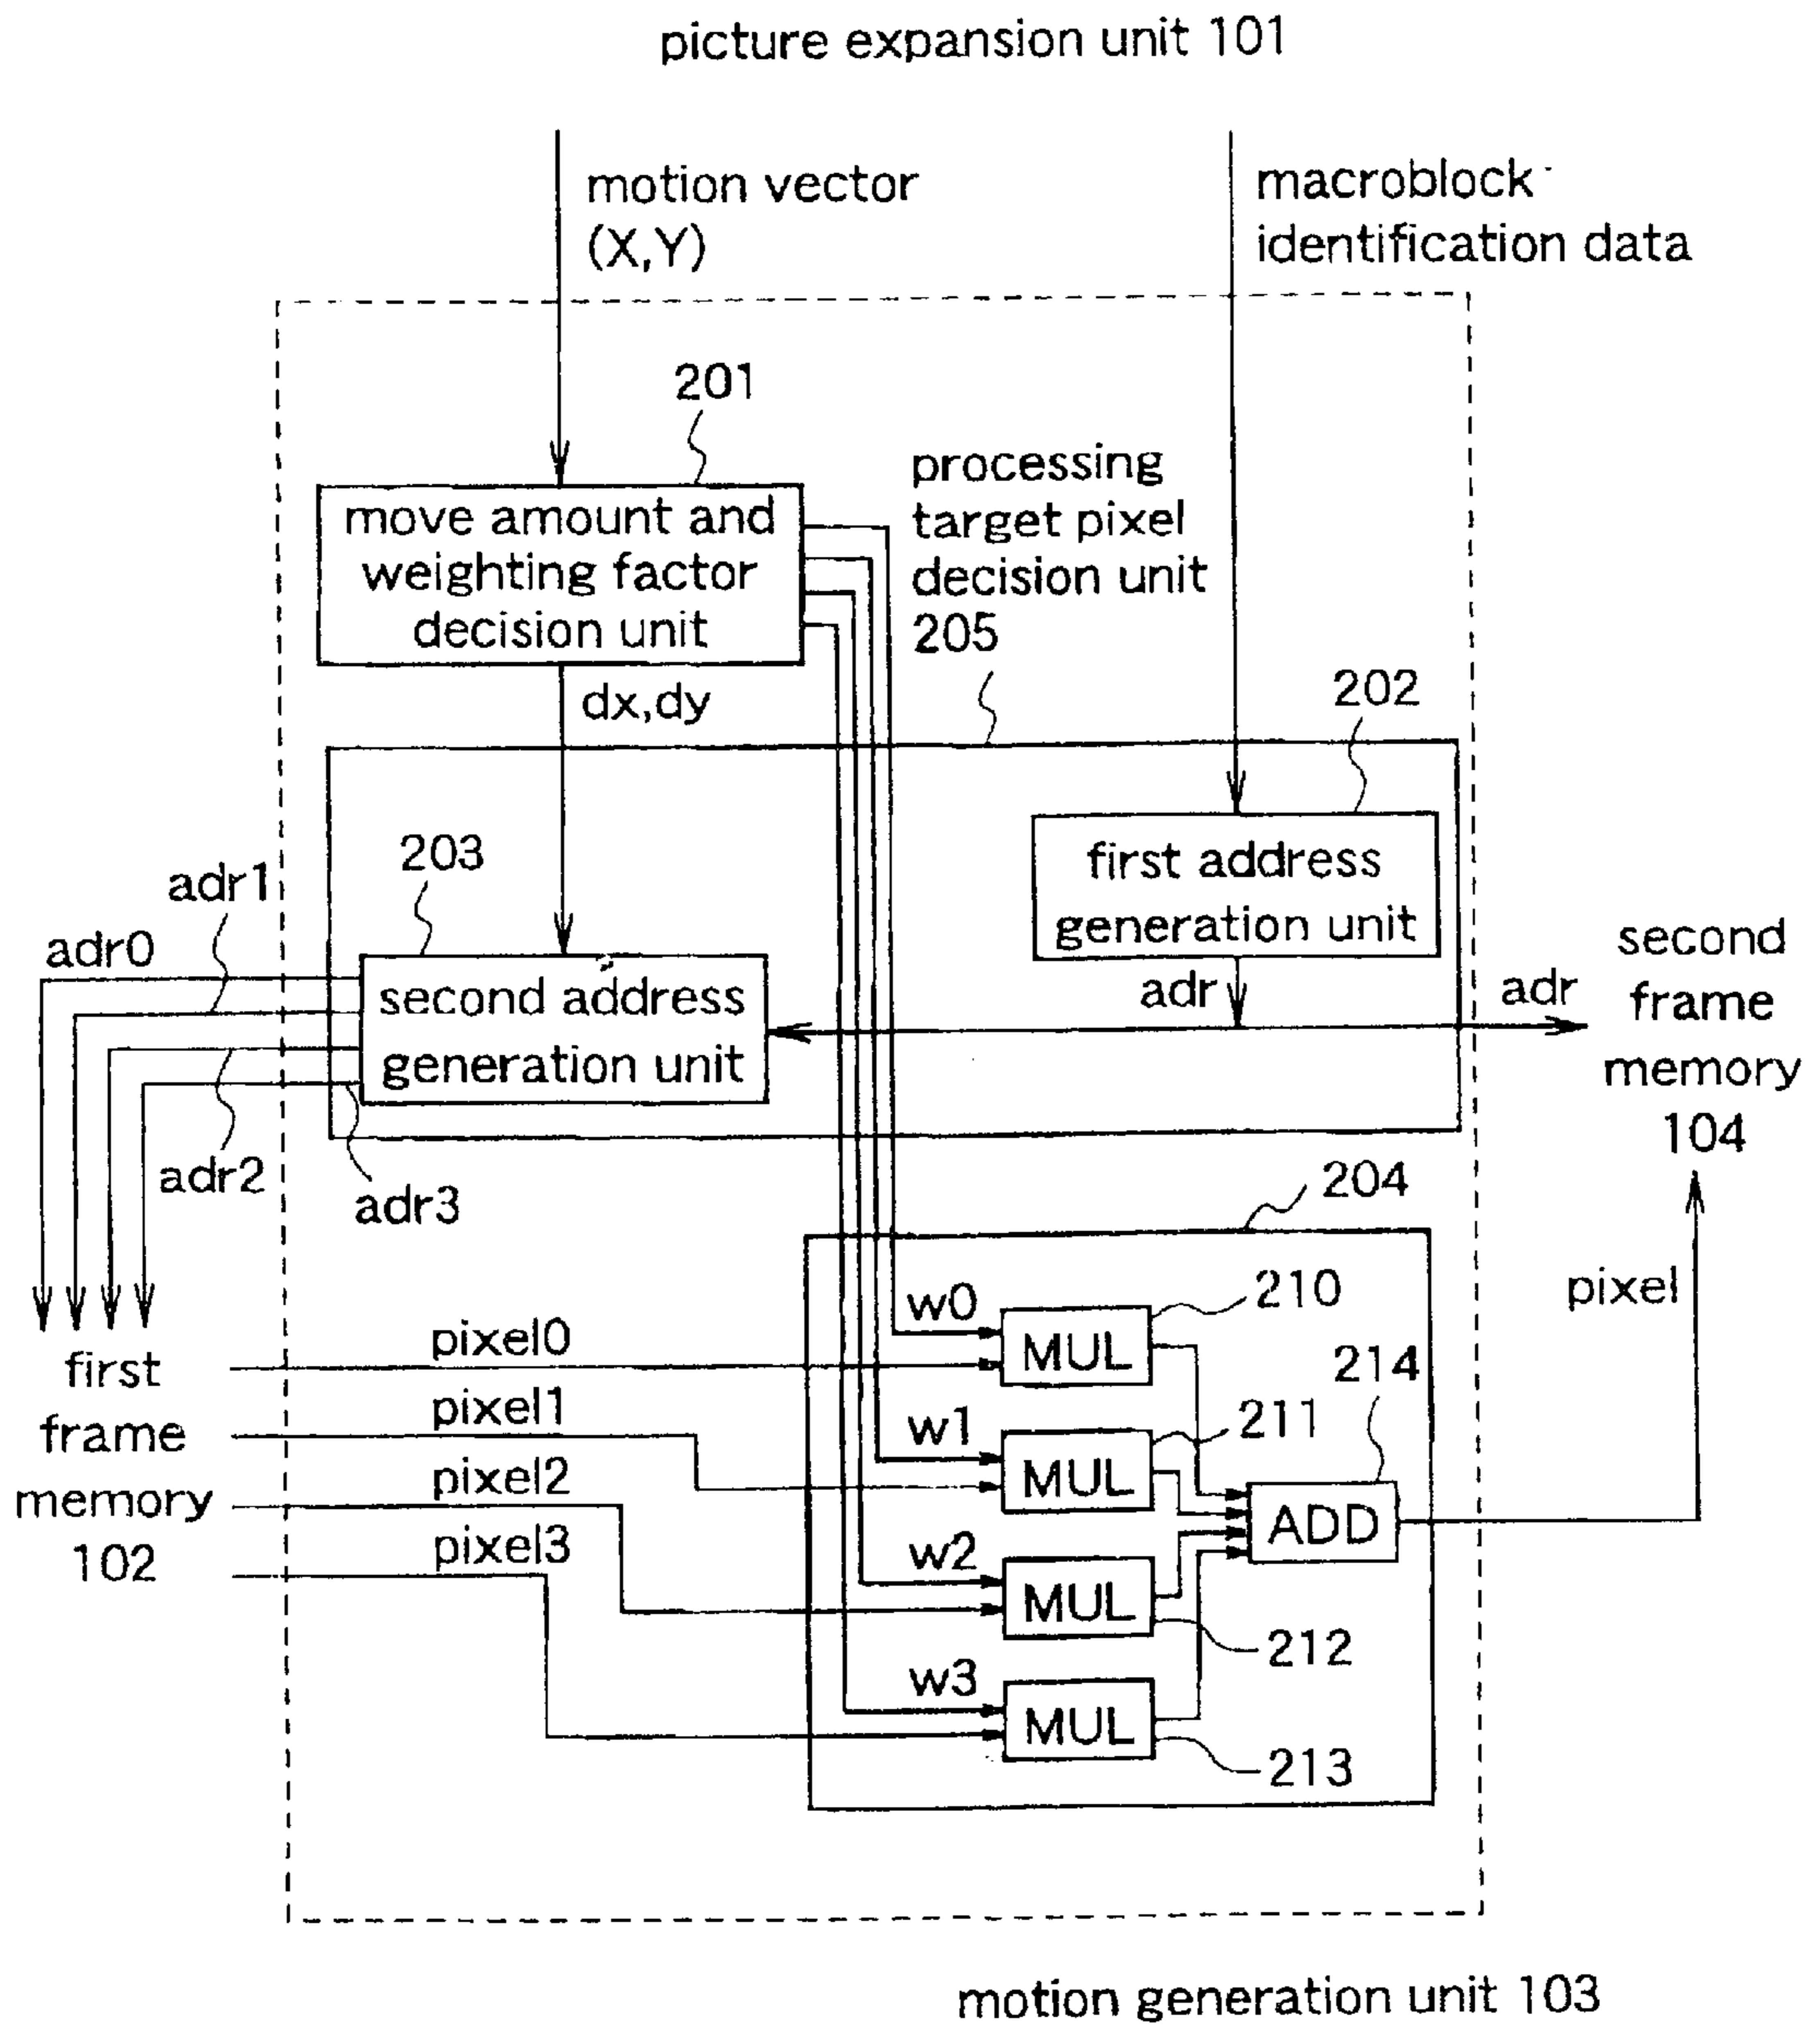 picture expansion unit 101
motion vector
(X,Y)
macroblock
identification data
201
move amount and
weighting factor
decision unit
processing
target pixel
decision unit
205
dx,dy
202
first address
generation unit
203
second address
generation unit
adr1
adr0
adr
adr
second
frame
memory
104
adr2
adr3
204
first
frame
memory
102
pixel0
pixel1
pixel2
pixel3
w0
MUL
210
w1
MUL
211
w2
MUL
212
w3
MUL
213
214
ADD
pixel
motion generation unit 103